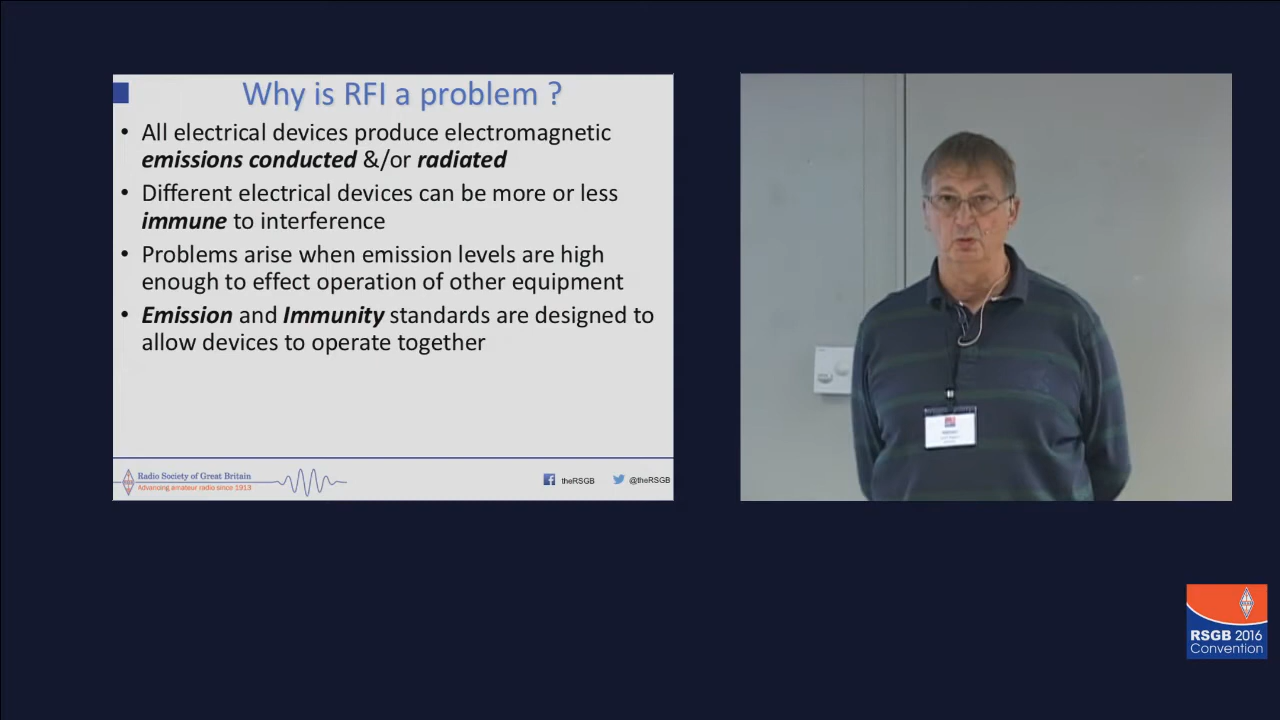 Why is RFI a problem ?
• All electrical devices produce electromagnetic
emissions conducted &/or radiated
• Different electrical devices can be more or less
immune to interference
• Problems arise when emission levels are high
enough to effect operation of other equipment
• Emission and Immunity standards are designed to
allow devices to operate together
Radio Society of Great Britain
Advancing amateur radio since 1913
theRSGB
@theRSGB
RSGB 2016
Convention